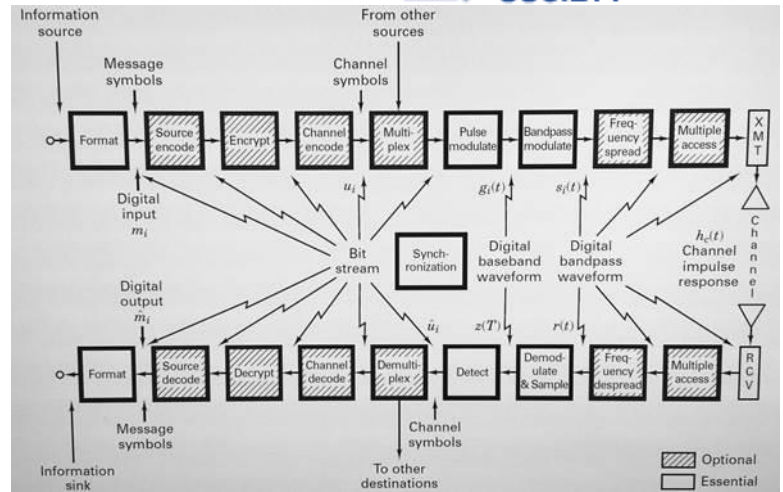 Information
source
From other
sources
Message
symbols
Channel
symbols
Format
Source
encode
Encrypt
Channel
encode
Multi-
plex
Pulse
modulate
Bandpass
modulate
Freq-
uency
spread
Multiple
access
X
M
T
Digital
input
mi
ui
gi(t)
si(t)
hc(t)
Channel
impulse
response
C
h
a
n
n
e
l
Bit
stream
Synch-
ronization
Digital
baseband
waveform
Digital
bandpass
waveform
Digital
output
m̂i
ûi
z(T)
r(t)
Format
Source
decode
Decrypt
Channel
decode
Demulti-
plex
Detect
Demod-
ulate
& Sample
Freq-
uency
despread
Multiple
access
R
C
V
Message
symbols
Channel
symbols
Information
sink
To other
destinations
Optional
Essential